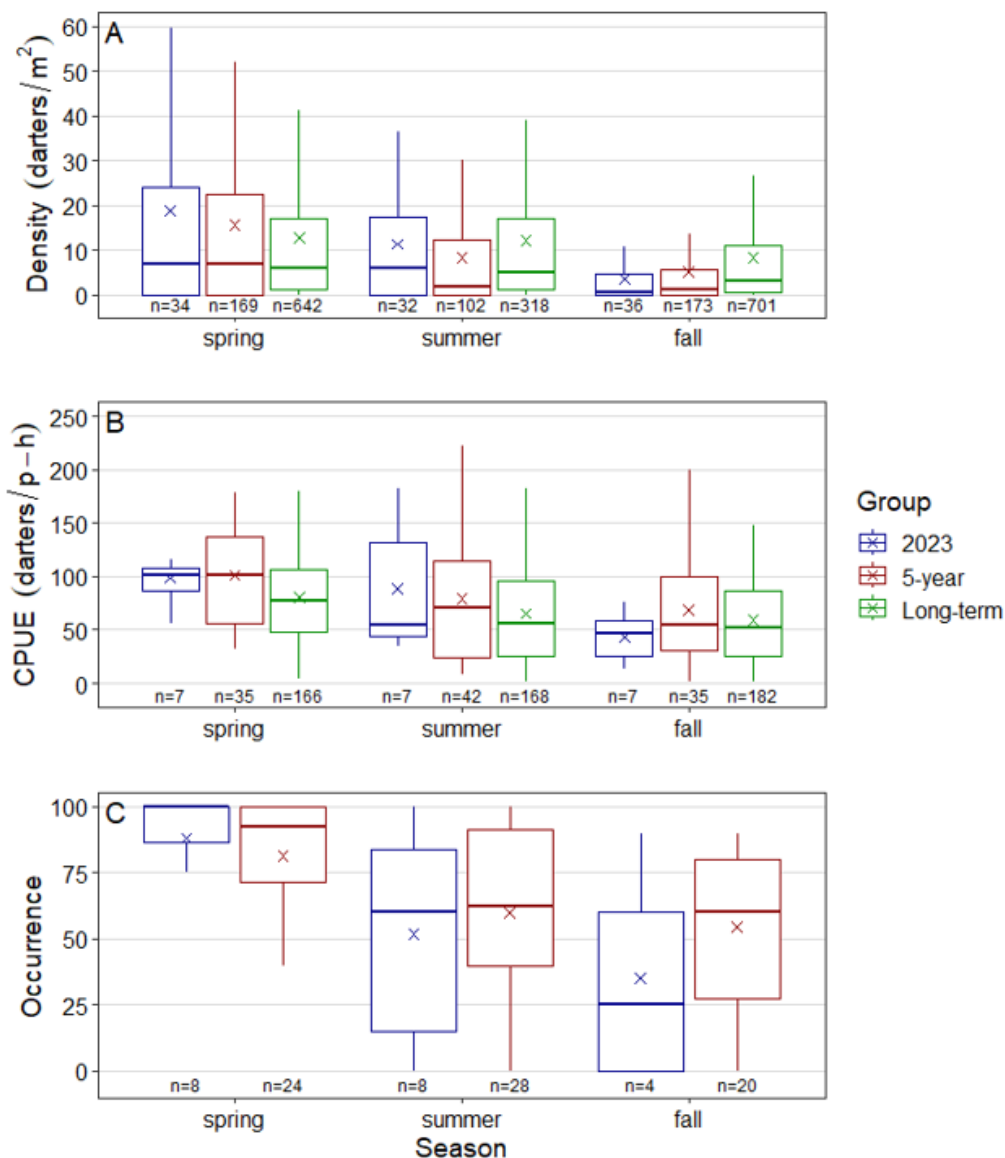 A
Density (darters/m²)
60
50
40
30
20
10
0
n=34 n=169 n=642 n=32 n=102 n=318 n=36 n=173 n=701
spring summer fall
B
CPUE (darters/p−h)
250
200
150
100
50
0
n=7 n=35 n=166 n=7 n=42 n=168 n=7 n=35 n=182
spring summer fall
Group
2023
5-year
Long-term
C
Occurrence
100
75
50
25
0
n=8 n=24 n=8 n=28 n=4 n=20
spring summer fall
Season